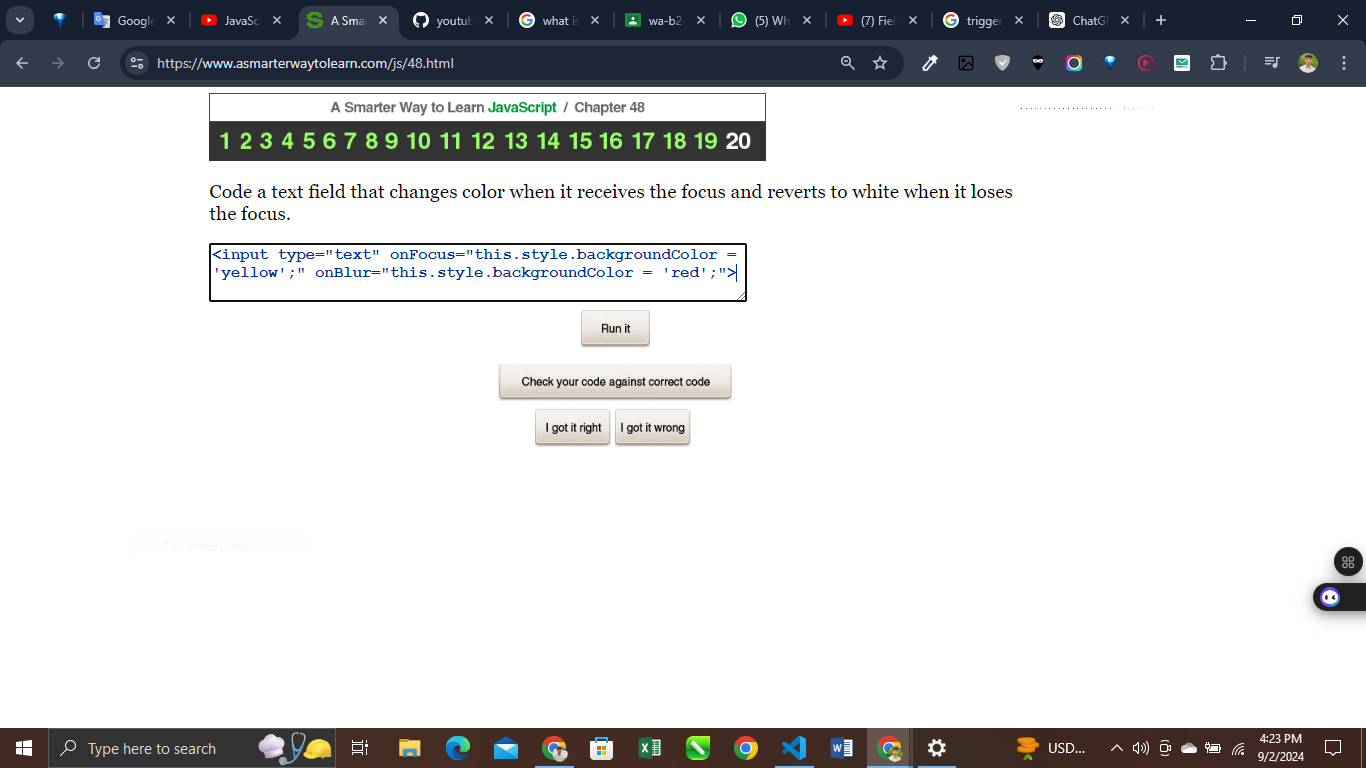 Google
JavaSc
A Smar
youtub
what is
wa-b2
(5) Wh
(7) Fiel
trigger
ChatG
https://www.asmarterwaytolearn.com/js/48.html
A Smarter Way to Learn JavaScript / Chapter 48
1 2 3 4 5 6 7 8 9 10 11 12 13 14 15 16 17 18 19 20
Code a text field that changes color when it receives the focus and reverts to white when it loses
the focus.
<input type="text" onFocus="this.style.backgroundColor =
'yellow';" onBlur="this.style.backgroundColor = 'red';">
Run it
Check your code against correct code
I got it right
I got it wrong
Full-screen Snip
Type here to search
USD...
4:23 PM
9/2/2024